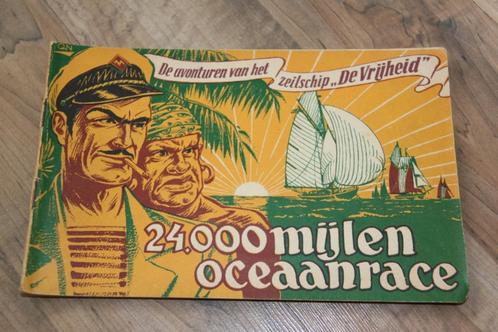 De avonturen van het zeilschip „De Vrijheid"
24.000 mijlen
oceaanrace